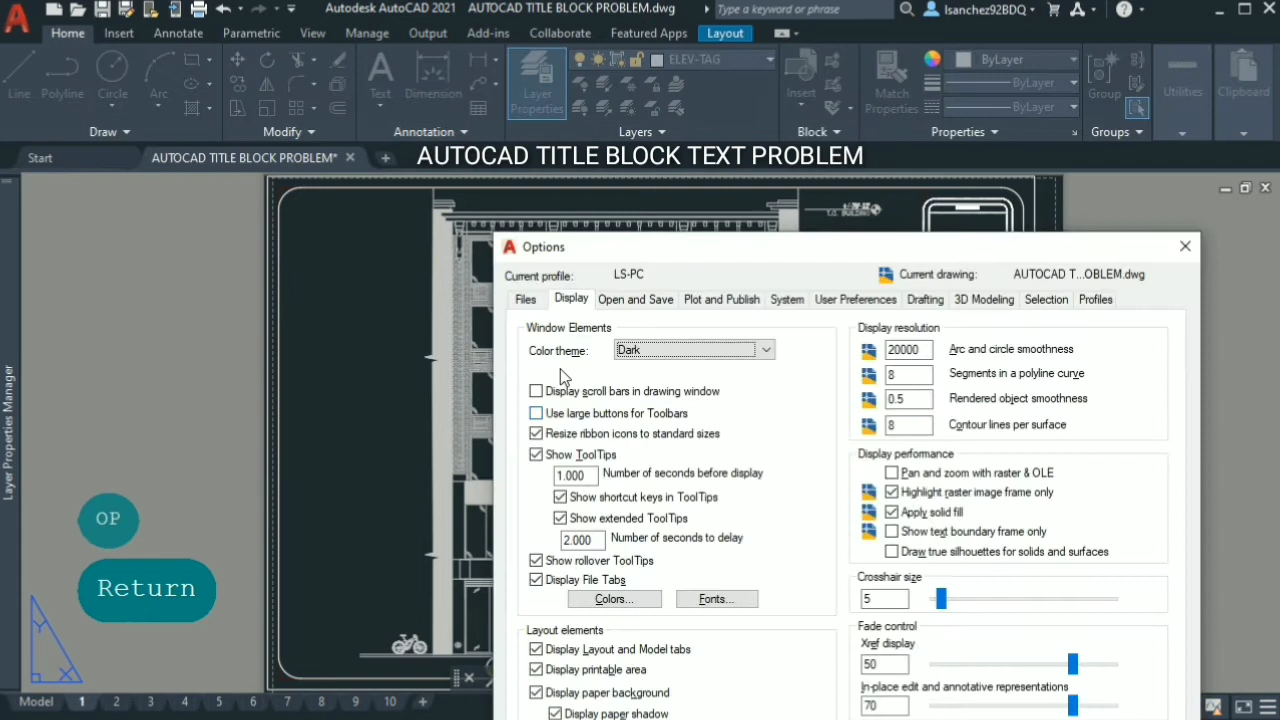 Autodesk AutoCAD 2021 AUTOCAD TITLE BLOCK PROBLEM.dwg
Type a keyword or phrase
lsanchez92BDQ
Home Insert Annotate Parametric View Manage Output Add-ins Collaborate Featured Apps Layout
ELEV-TAG
ByLayer
ByLayer
ByLayer
Line Polyline Circle Arc
Text Dimension
Layer
Properties
Insert
Match
Properties
Group
Utilities
Clipboard
Draw
Modify
Annotation
Layers
Block
Properties
Groups
Start
AUTOCAD TITLE BLOCK PROBLEM*
AUTOCAD TITLE BLOCK TEXT PROBLEM
Layer Properties Manager
T.O. BUILDING
Options
Current profile: LS-PC
Current drawing: AUTOCAD T...OBLEM.dwg
Files Display Open and Save Plot and Publish System User Preferences Drafting 3D Modeling Selection Profiles
Window Elements
Color theme: Dark
Display scroll bars in drawing window
Use large buttons for Toolbars
Resize ribbon icons to standard sizes
Show ToolTips
1.000 Number of seconds before display
Show shortcut keys in ToolTips
Show extended ToolTips
2.000 Number of seconds to delay
Show rollover ToolTips
Display File Tabs
Colors... Fonts...
Layout elements
Display Layout and Model tabs
Display printable area
Display paper background
Display paper shadow
Display resolution
20000 Arc and circle smoothness
8 Segments in a polyline curve
0.5 Rendered object smoothness
8 Contour lines per surface
Display performance
Pan and zoom with raster & OLE
Highlight raster image frame only
Apply solid fill
Show text boundary frame only
Draw true silhouettes for solids and surfaces
Crosshair size
5
Fade control
Xref display
50
In-place edit and annotative representations
70
OP
Return
Y
X
Model 1 2 3 4 5 6 7 8 9 10